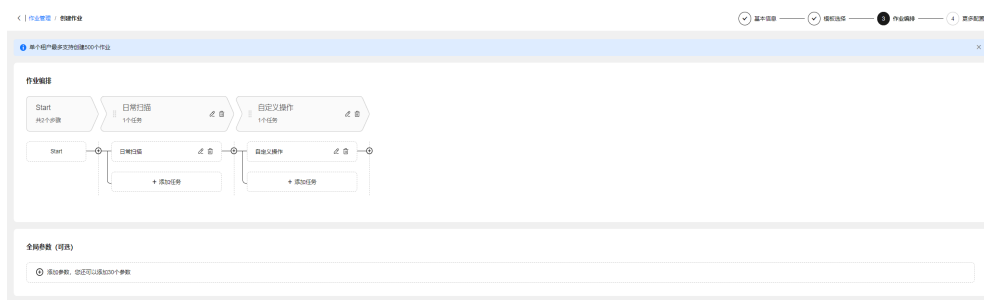 作业管理 / 创建作业
基本信息
模板选择
3 作业编排
4 更多配置
单个租户最多支持创建500个作业
作业编排
Start
共2个步骤
日常扫描
1个任务
自定义操作
1个任务
Start
日常扫描
自定义操作
+ 添加任务
+ 添加任务
全局参数（可选）
添加参数，您还可以添加30个参数